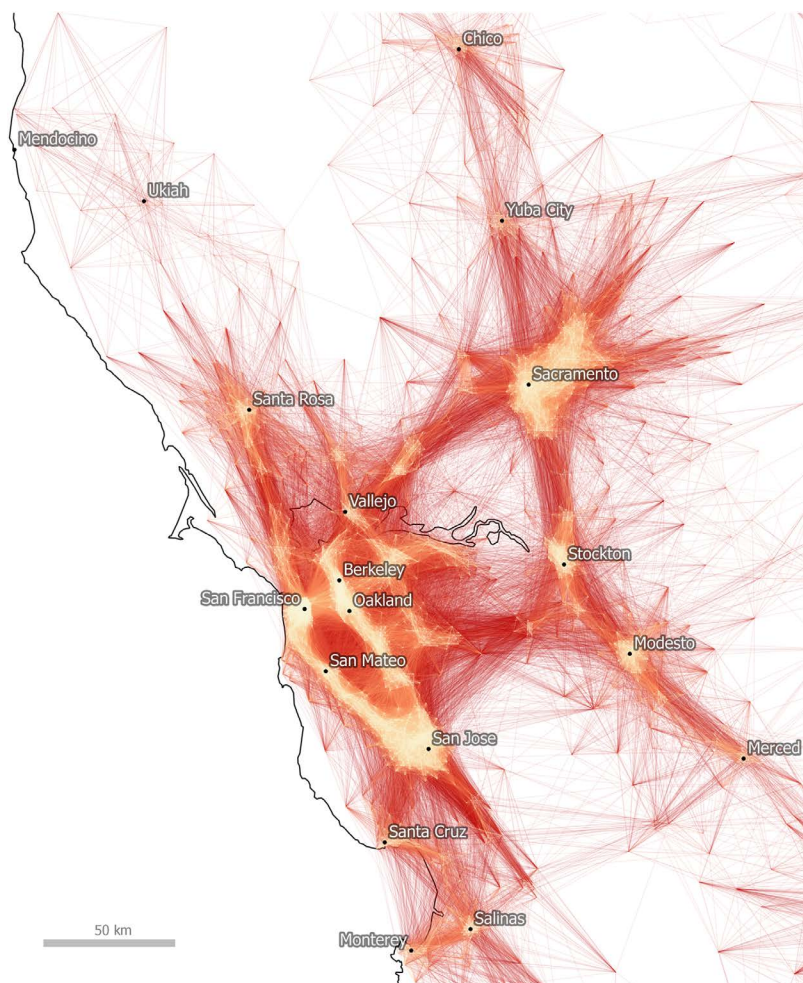 Chico
Mendocino
Ukiah
Yuba City
Sacramento
Santa Rosa
Vallejo
Stockton
Berkeley
San Francisco
Oakland
Modesto
San Mateo
San Jose
Merced
Santa Cruz
Salinas
50 km
Monterey